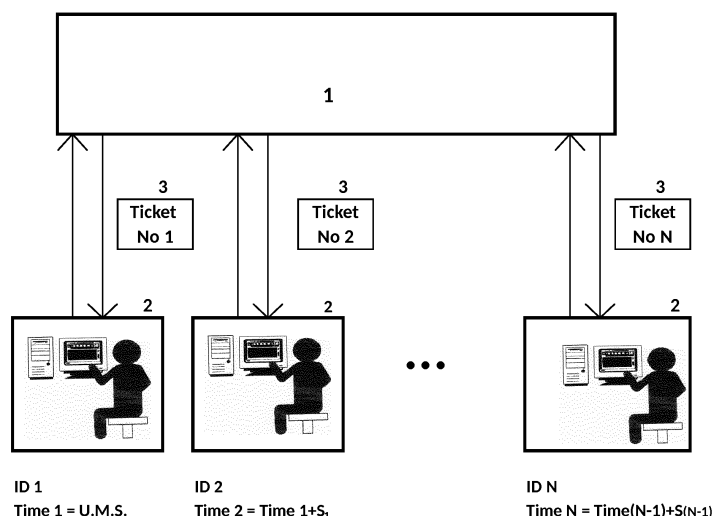 1
3
3
3
Ticket
No 1
Ticket
No 2
Ticket
No N
2
2
2
ID 1
ID 2
ID N
Time 1 = U.M.S.
Time 2 = Time 1+S₁
Time N = Time(N-1)+S(N-1)